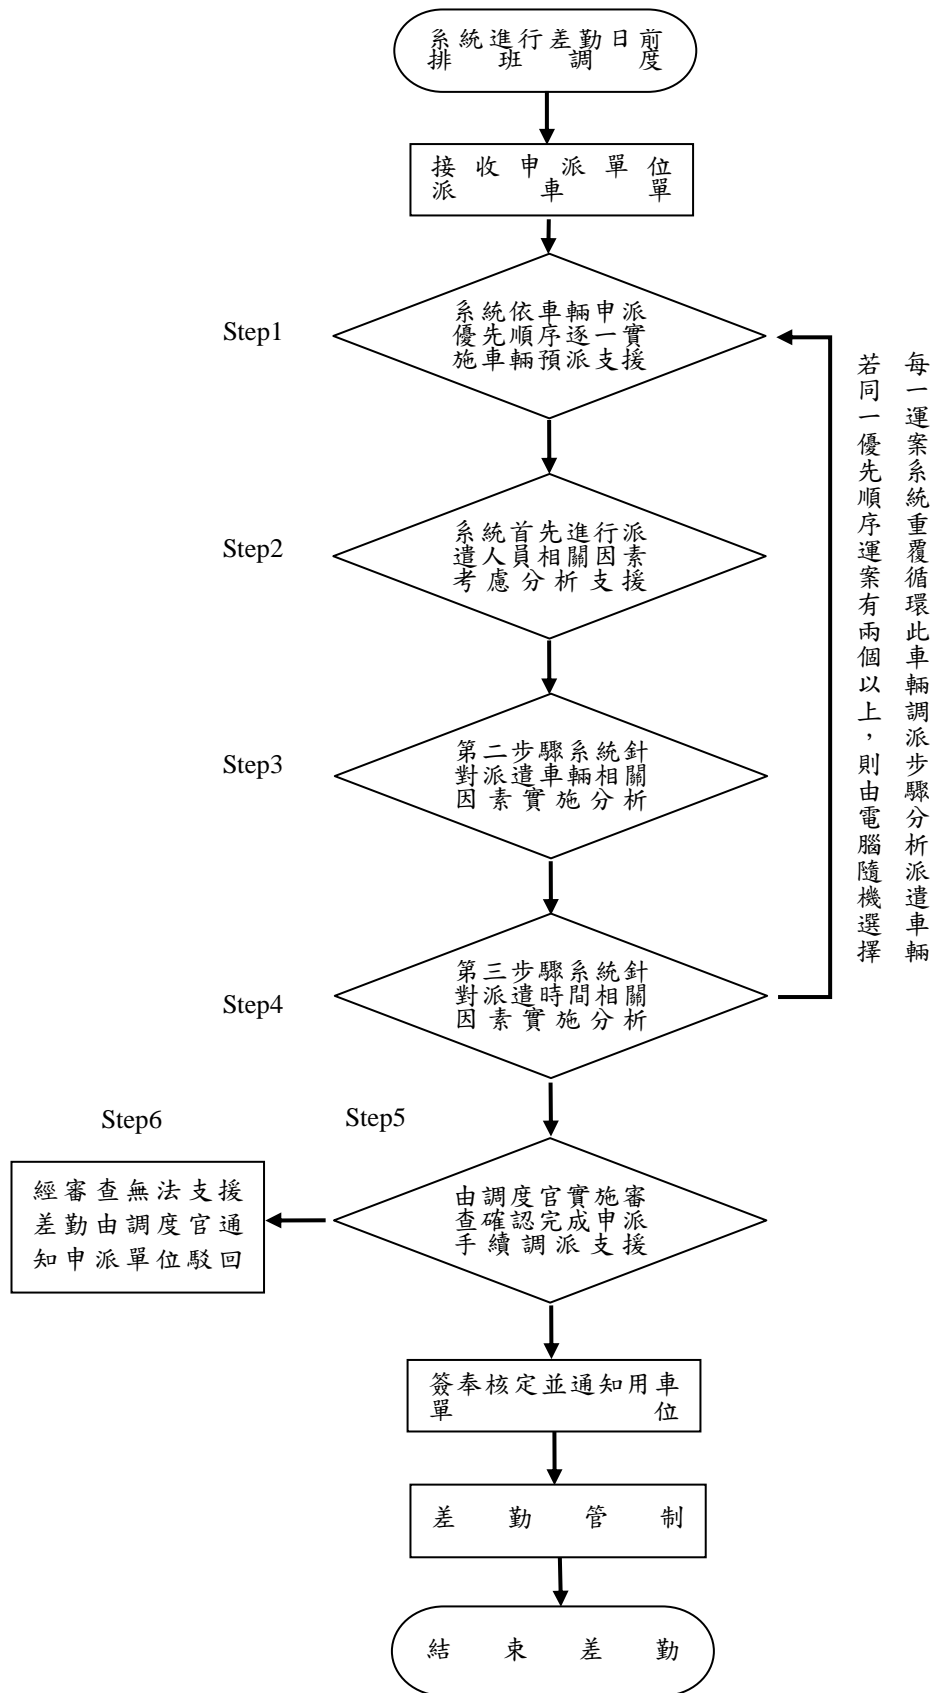 系統進行差勤日前
排班調度
接收申派單位
派車單
Step1
系統依車輛申派
優先順序逐一實
施車輛預派支援
Step2
系統首先進行派
遣人員相關因素
考慮分析支援
Step3
第二步驟系統針
對派遣車輛相關
因素實施分析
Step4
第三步驟系統針
對派遣時間相關
因素實施分析
每一運案系統重覆循環此車輛調派步驟分析派遣車輛
若同一優先順序運案有兩個以上，則由電腦隨機選擇
Step6
Step5
經審查無法支援
差勤由調度官通
知申派單位駁回
由調度官實施審
查確認完成申派
手續調派支援
簽奉核定並通知用車
單位
差勤管制
結束差勤